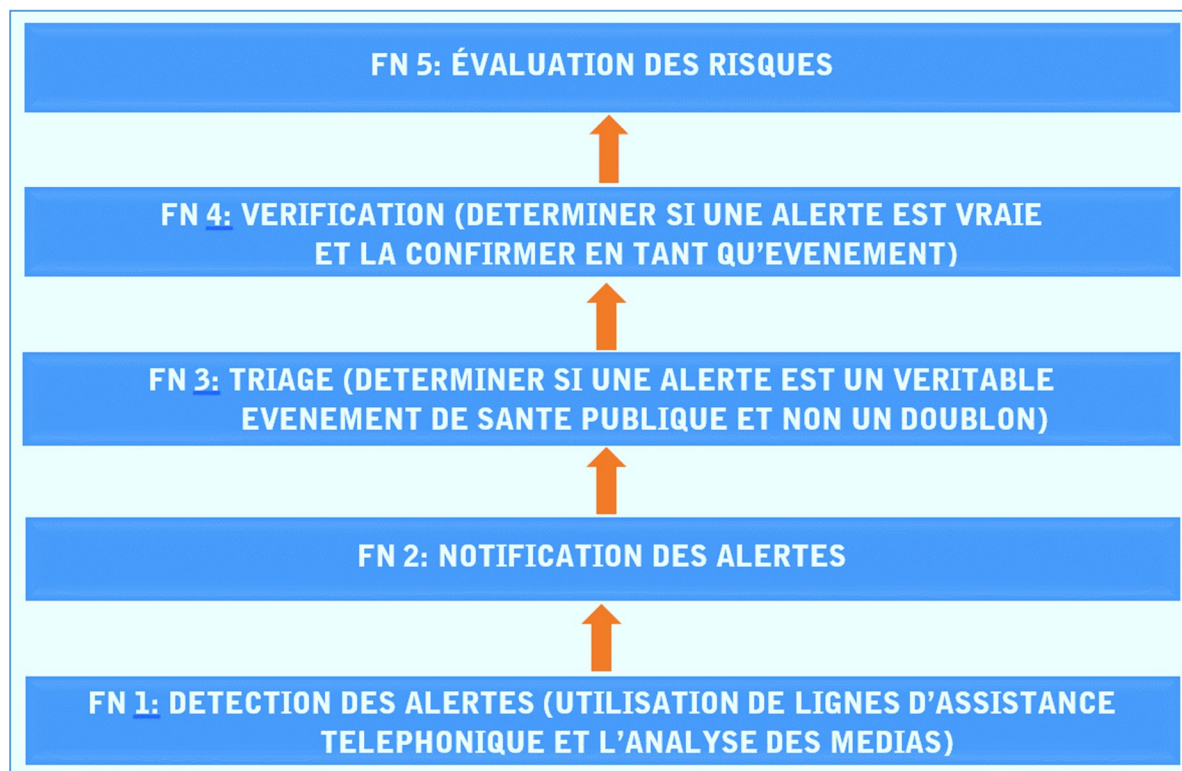 FN 5: ÉVALUATION DES RISQUES
FN 4: VERIFICATION (DETERMINER SI UNE ALERTE EST VRAIE
ET LA CONFIRMER EN TANT QU’EVENEMENT)
FN 3: TRIAGE (DETERMINER SI UNE ALERTE EST UN VERITABLE
EVENEMENT DE SANTE PUBLIQUE ET NON UN DOUBLON)
FN 2: NOTIFICATION DES ALERTES
FN 1: DETECTION DES ALERTES (UTILISATION DE LIGNES D’ASSISTANCE
TELEPHONIQUE ET L’ANALYSE DES MEDIAS)